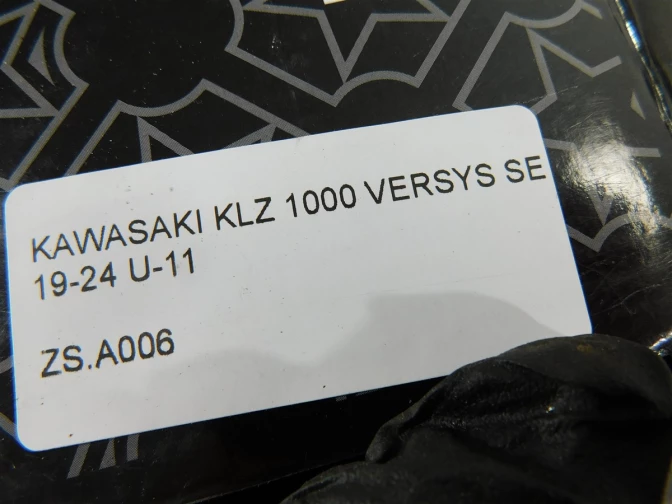 KAWASAKI KLZ 1000 VERSYS SE
19-24 U-11
ZS.A006